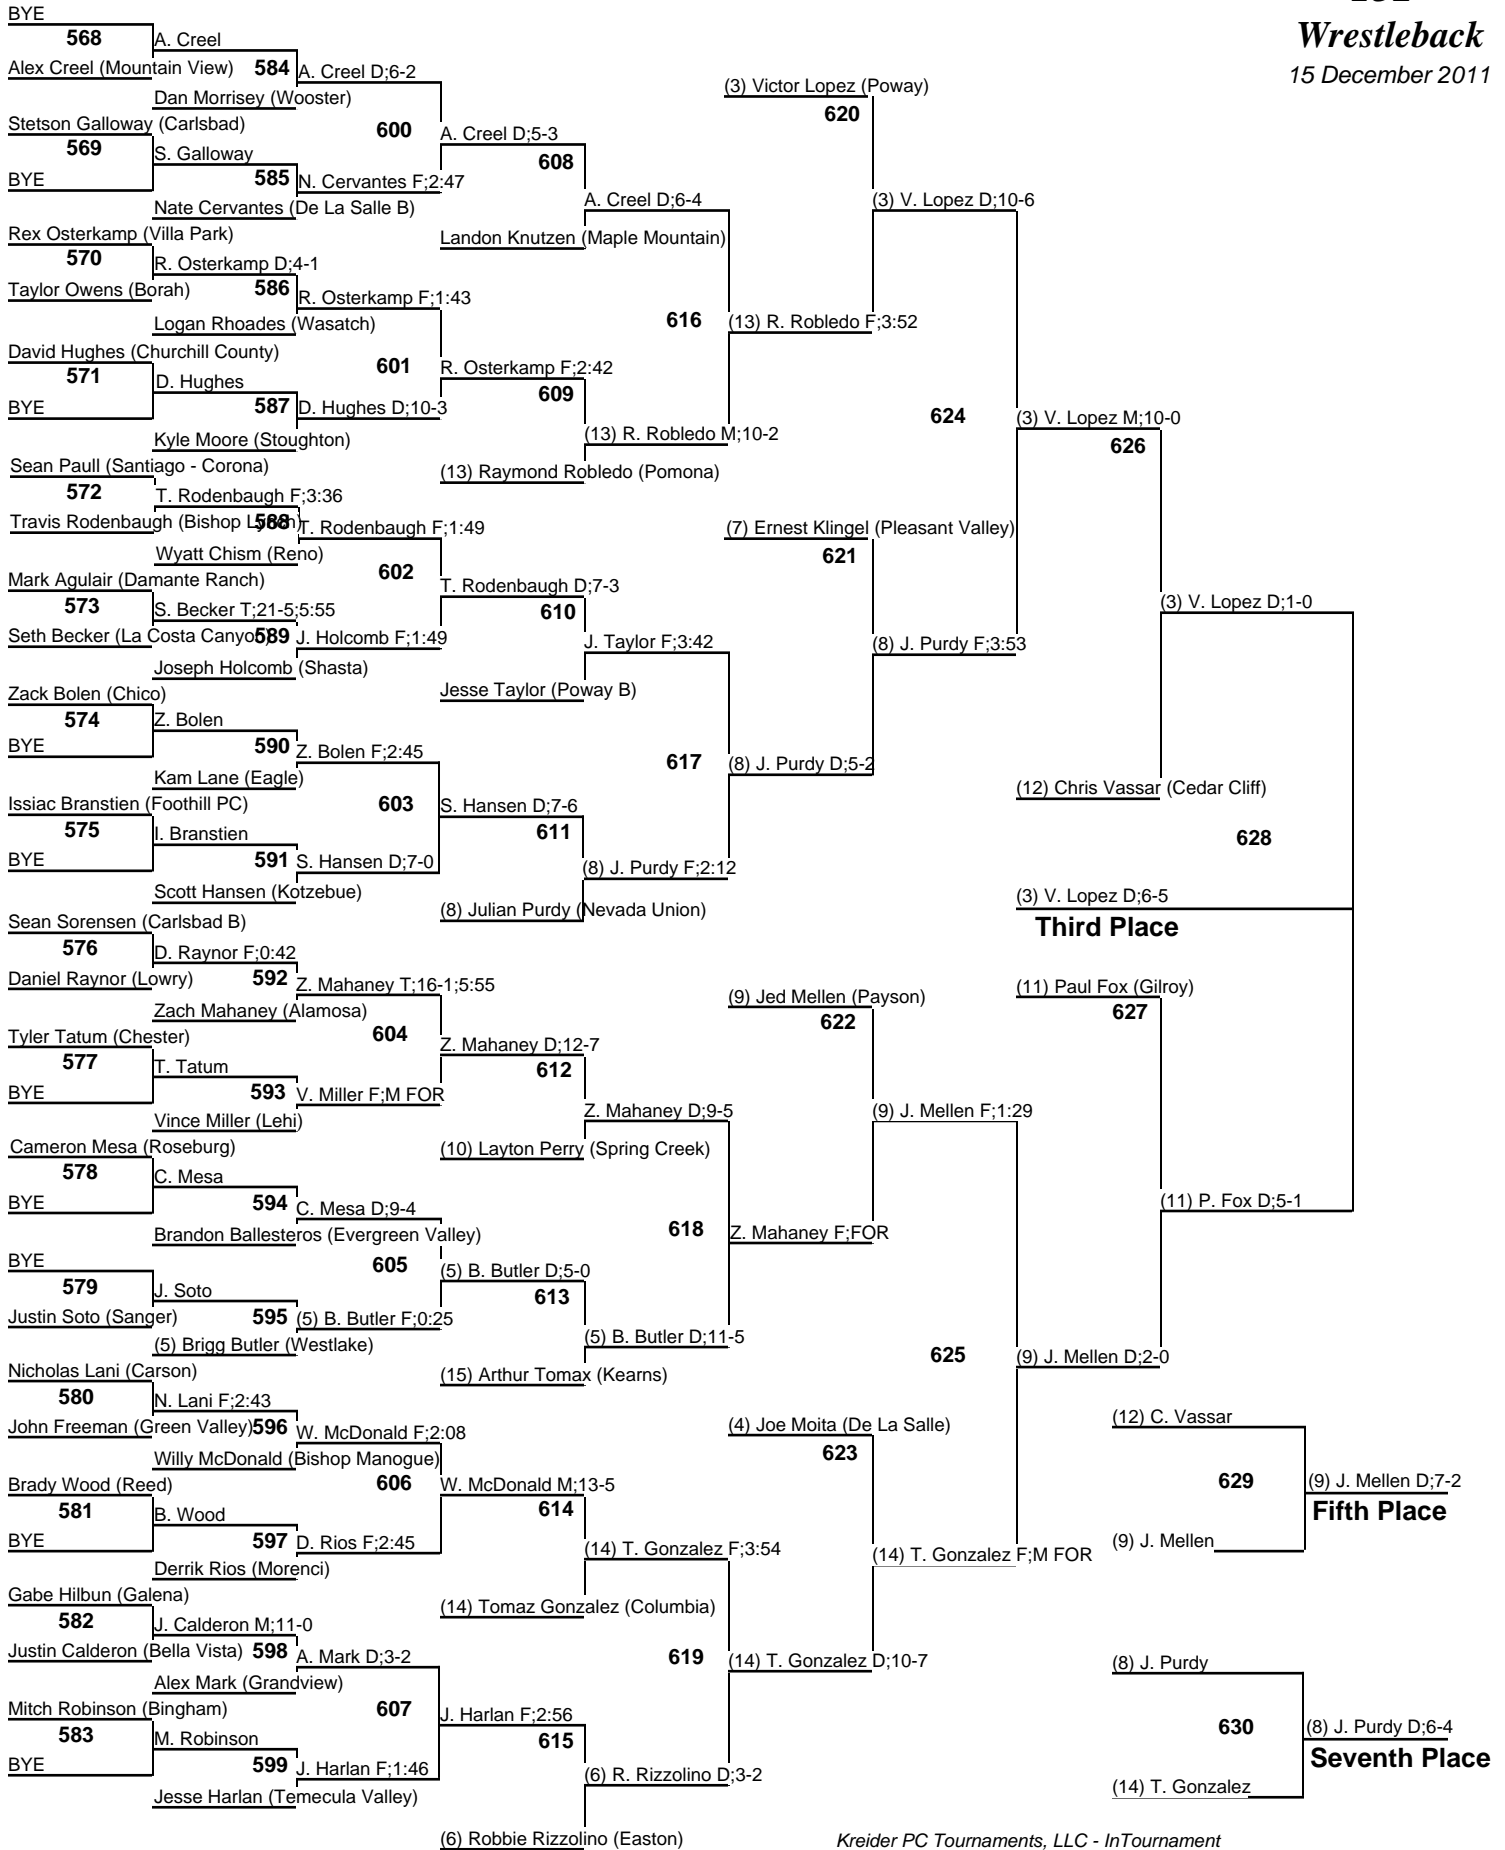 Wrestleback
15 December 2011
BYE
568
A. Creel
Alex Creel (Mountain View)
584
A. Creel D;6-2
Dan Morrisey (Wooster)
Stetson Galloway (Carlsbad)
600
A. Creel D;5-3
569
S. Galloway
608
BYE
585
N. Cervantes F;2:47
Nate Cervantes (De La Salle B)
A. Creel D;6-4
Rex Osterkamp (Villa Park)
Landon Knutzen (Maple Mountain)
570
R. Osterkamp D;4-1
Taylor Owens (Borah)
586
R. Osterkamp F;1:43
Logan Rhoades (Wasatch)
616
(13) R. Robledo F;3:52
David Hughes (Churchill County)
601
R. Osterkamp F;2:42
571
D. Hughes
609
BYE
587
D. Hughes D;10-3
Kyle Moore (Stoughton)
(13) R. Robledo M;10-2
Sean Paull (Santiago - Corona)
(13) Raymond Robledo (Pomona)
572
T. Rodenbaugh F;3:36
Travis Rodenbaugh (Bishop Lynch)
588
T. Rodenbaugh F;1:49
Wyatt Chism (Reno)
602
Mark Agulair (Damante Ranch)
T. Rodenbaugh D;7-3
573
S. Becker T;21-5;5:55
610
Seth Becker (La Costa Canyon)
589
J. Holcomb F;1:49
J. Taylor F;3:42
Joseph Holcomb (Shasta)
Jesse Taylor (Poway B)
Zack Bolen (Chico)
574
Z. Bolen
BYE
590
Z. Bolen F;2:45
617
(8) J. Purdy D;5-2
Kam Lane (Eagle)
Issiac Branstien (Foothill PC)
603
S. Hansen D;7-6
575
I. Branstien
611
BYE
591
S. Hansen D;7-0
(8) J. Purdy F;2:12
Scott Hansen (Kotzebue)
(8) Julian Purdy (Nevada Union)
(3) Victor Lopez (Poway)
620
(3) V. Lopez D;10-6
624
(3) V. Lopez M;10-0
626
(7) Ernest Klingel (Pleasant Valley)
621
(8) J. Purdy F;3:53
(3) V. Lopez D;1-0
(12) Chris Vassar (Cedar Cliff)
628
(3) V. Lopez D;6-5
Third Place
Sean Sorensen (Carlsbad B)
576
D. Raynor F;0:42
Daniel Raynor (Lowry)
592
Z. Mahaney T;16-1;5:55
Zach Mahaney (Alamosa)
Tyler Tatum (Chester)
604
Z. Mahaney D;12-7
577
T. Tatum
612
BYE
593
V. Miller F;M FOR
Vince Miller (Lehi)
Z. Mahaney D;9-5
Cameron Mesa (Roseburg)
(10) Layton Perry (Spring Creek)
578
C. Mesa
BYE
594
C. Mesa D;9-4
Brandon Ballesteros (Evergreen Valley)
618
Z. Mahaney F;FOR
BYE
605
(5) B. Butler D;5-0
579
J. Soto
613
Justin Soto (Sanger)
595
(5) B. Butler F;0:25
(5) Brigg Butler (Westlake)
(5) B. Butler D;11-5
(15) Arthur Tomax (Kearns)
Nicholas Lani (Carson)
580
N. Lani F;2:43
John Freeman (Green Valley)
596
W. McDonald F;2:08
Willy McDonald (Bishop Manogue)
Brady Wood (Reed)
606
W. McDonald M;13-5
581
B. Wood
614
BYE
597
D. Rios F;2:45
Derrik Rios (Morenci)
(14) T. Gonzalez F;3:54
Gabe Hilbun (Galena)
(14) Tomaz Gonzalez (Columbia)
582
J. Calderon M;11-0
Justin Calderon (Bella Vista)
598
A. Mark D;3-2
Alex Mark (Grandview)
619
(14) T. Gonzalez D;10-7
Mitch Robinson (Bingham)
607
J. Harlan F;2:56
583
M. Robinson
615
BYE
599
J. Harlan F;1:46
Jesse Harlan (Temecula Valley)
(6) R. Rizzolino D;3-2
(6) Robbie Rizzolino (Easton)
(9) Jed Mellen (Payson)
622
(11) Paul Fox (Gilroy)
627
(9) J. Mellen F;1:29
(11) P. Fox D;5-1
625
(9) J. Mellen D;2-0
(4) Joe Moita (De La Salle)
623
(14) T. Gonzalez F;M FOR
(12) C. Vassar
629
(9) J. Mellen D;7-2
Fifth Place
(9) J. Mellen
(8) J. Purdy
630
(8) J. Purdy D;6-4
Seventh Place
(14) T. Gonzalez
Kreider PC Tournaments, LLC - InTournament